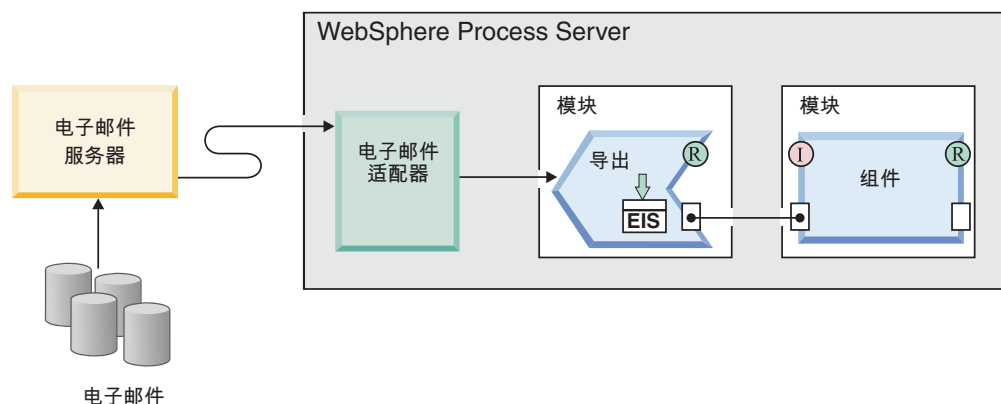 WebSphere Process Server
电子邮件
服务器
电子邮件
适配器
模块
导出
R
EIS
模块
I
R
组件
电子邮件